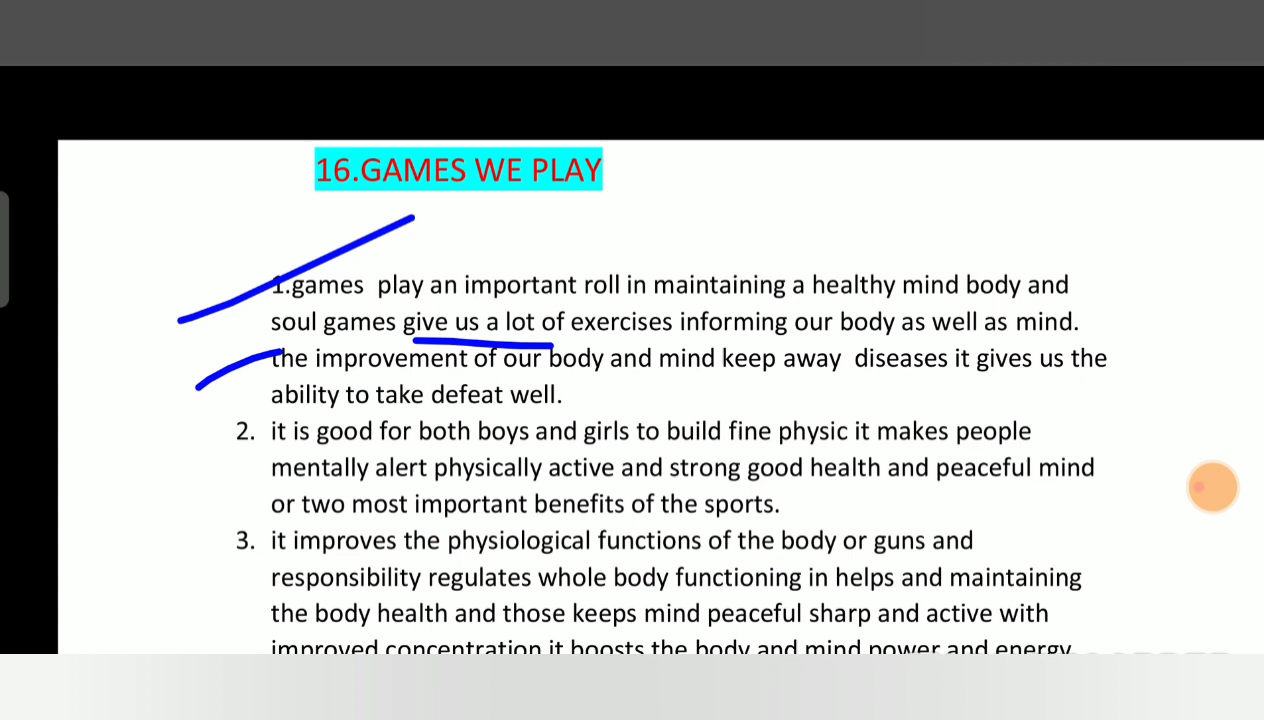 16.GAMES WE PLAY
1.games play an important roll in maintaining a healthy mind body and
soul games give us a lot of exercises informing our body as well as mind.
the improvement of our body and mind keep away diseases it gives us the
ability to take defeat well.
2. it is good for both boys and girls to build fine physic it makes people
mentally alert physically active and strong good health and peaceful mind
or two most important benefits of the sports.
3. it improves the physiological functions of the body or guns and
responsibility regulates whole body functioning in helps and maintaining
the body health and those keeps mind peaceful sharp and active with
improved concentration it boosts the body and mind power and energy